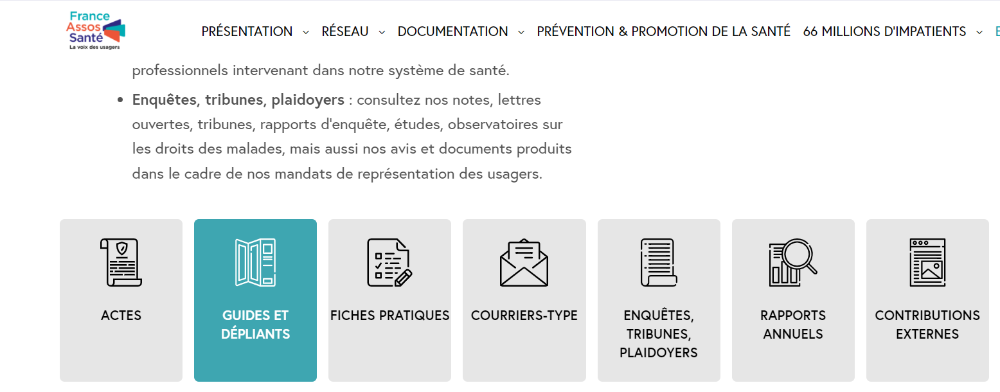 France
Assos
Santé
La voix des usagers
PRÉSENTATION RÉSEAU DOCUMENTATION PRÉVENTION & PROMOTION DE LA SANTÉ 66 MILLIONS D'IMPATIENTS
professionnels intervenant dans notre système de santé.
• Enquêtes, tribunes, plaidoyers : consultez nos notes, lettres
ouvertes, tribunes, rapports d'enquête, études, observatoires sur
les droits des malades, mais aussi nos avis et documents produits
dans le cadre de nos mandats de représentation des usagers.
ACTES
GUIDES ET
DÉPLIANTS
FICHES PRATIQUES
COURRIERS-TYPE
ENQUÊTES,
TRIBUNES,
PLAIDOYERS
RAPPORTS
ANNUELS
CONTRIBUTIONS
EXTERNES